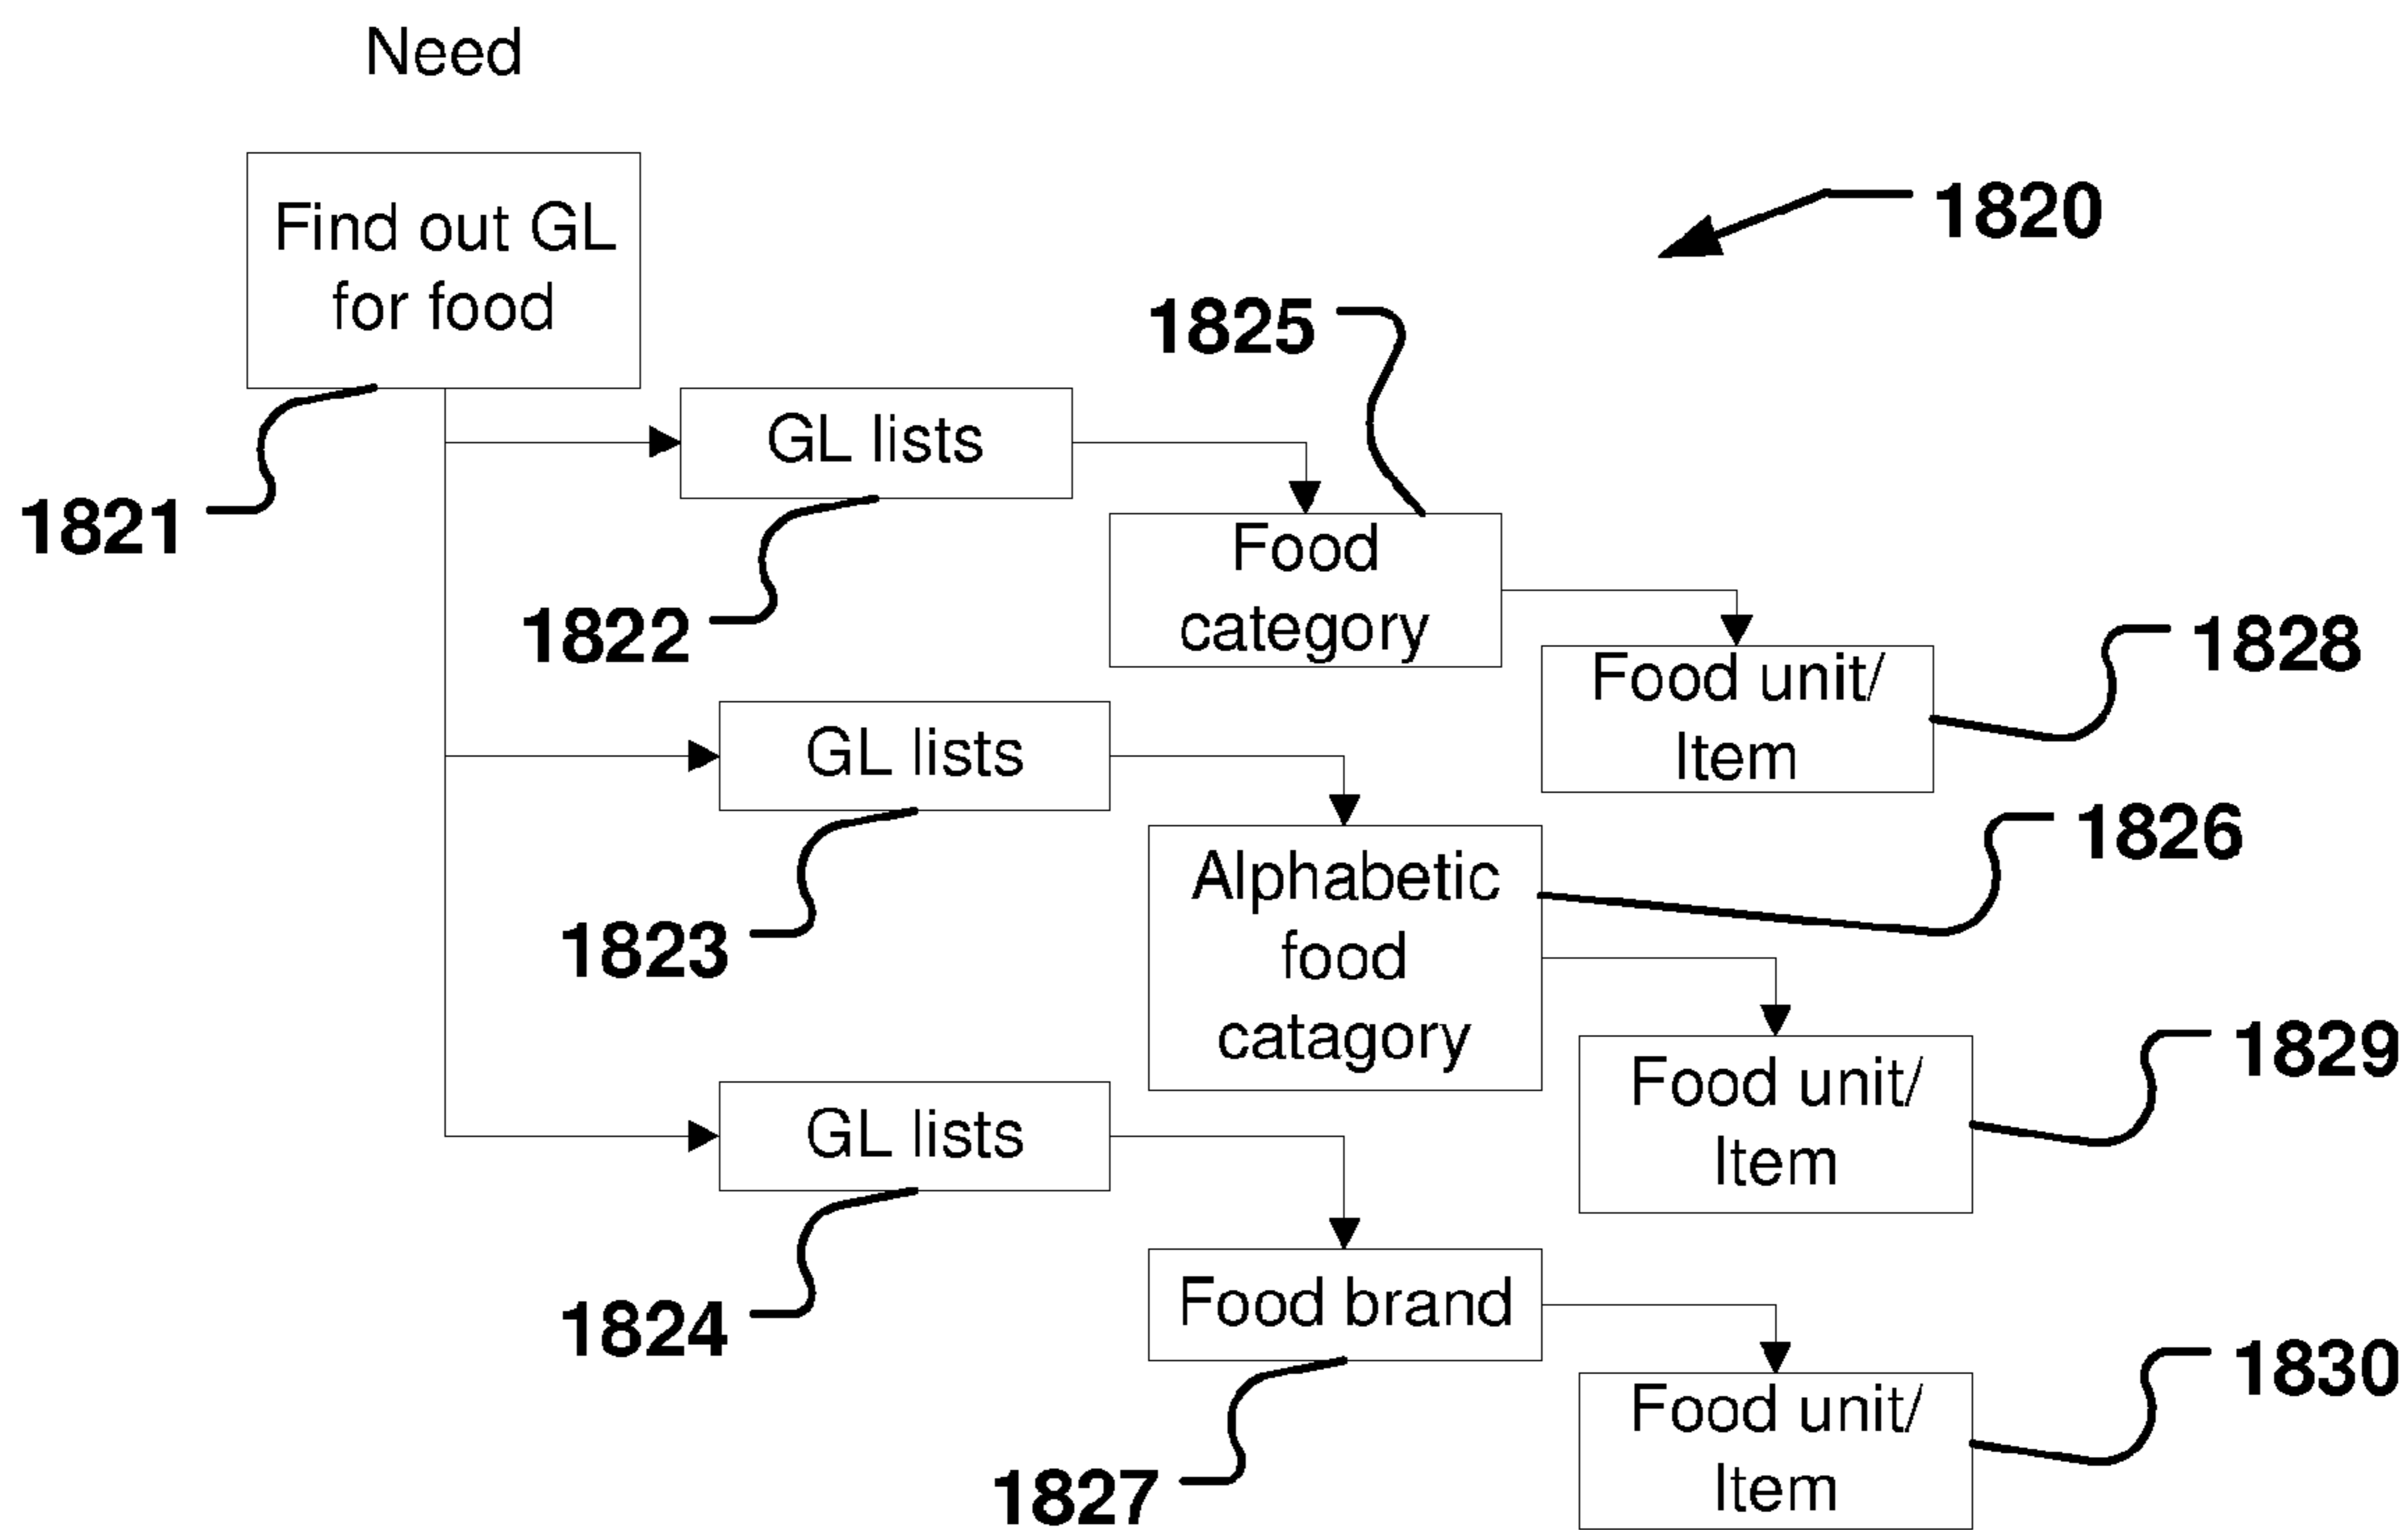 Need
Find out GL
for food
1820
1825
GL lists
1821
Food
category
1822
1828
Food unit/
Item
GL lists
1826
Alphabetic
food
catagory
1823
1829
Food unit/
Item
GL lists
1824
Food brand
1830
Food unit/
Item
1827